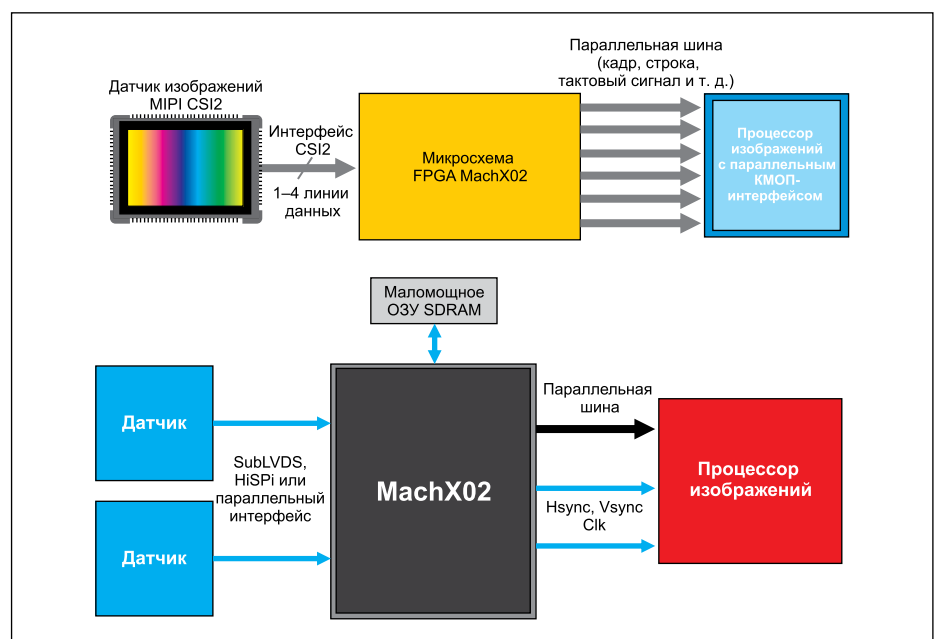 Датчик изображений
MIPI CSI2
Интерфейс
CSI2
1–4 линии
данных
Микросхема
FPGA MachX02
Параллельная шина
(кадр, строка,
тактовый сигнал и т. д.)
Процессор
изображений
с параллельным
КМОП-
интерфейсом
Маломощное
ОЗУ SDRAM
Датчик
Датчик
SubLVDS,
HiSPi или
параллельный
интерфейс
MachX02
Параллельная
шина
Hsync, Vsync
Clk
Процессор
изображений